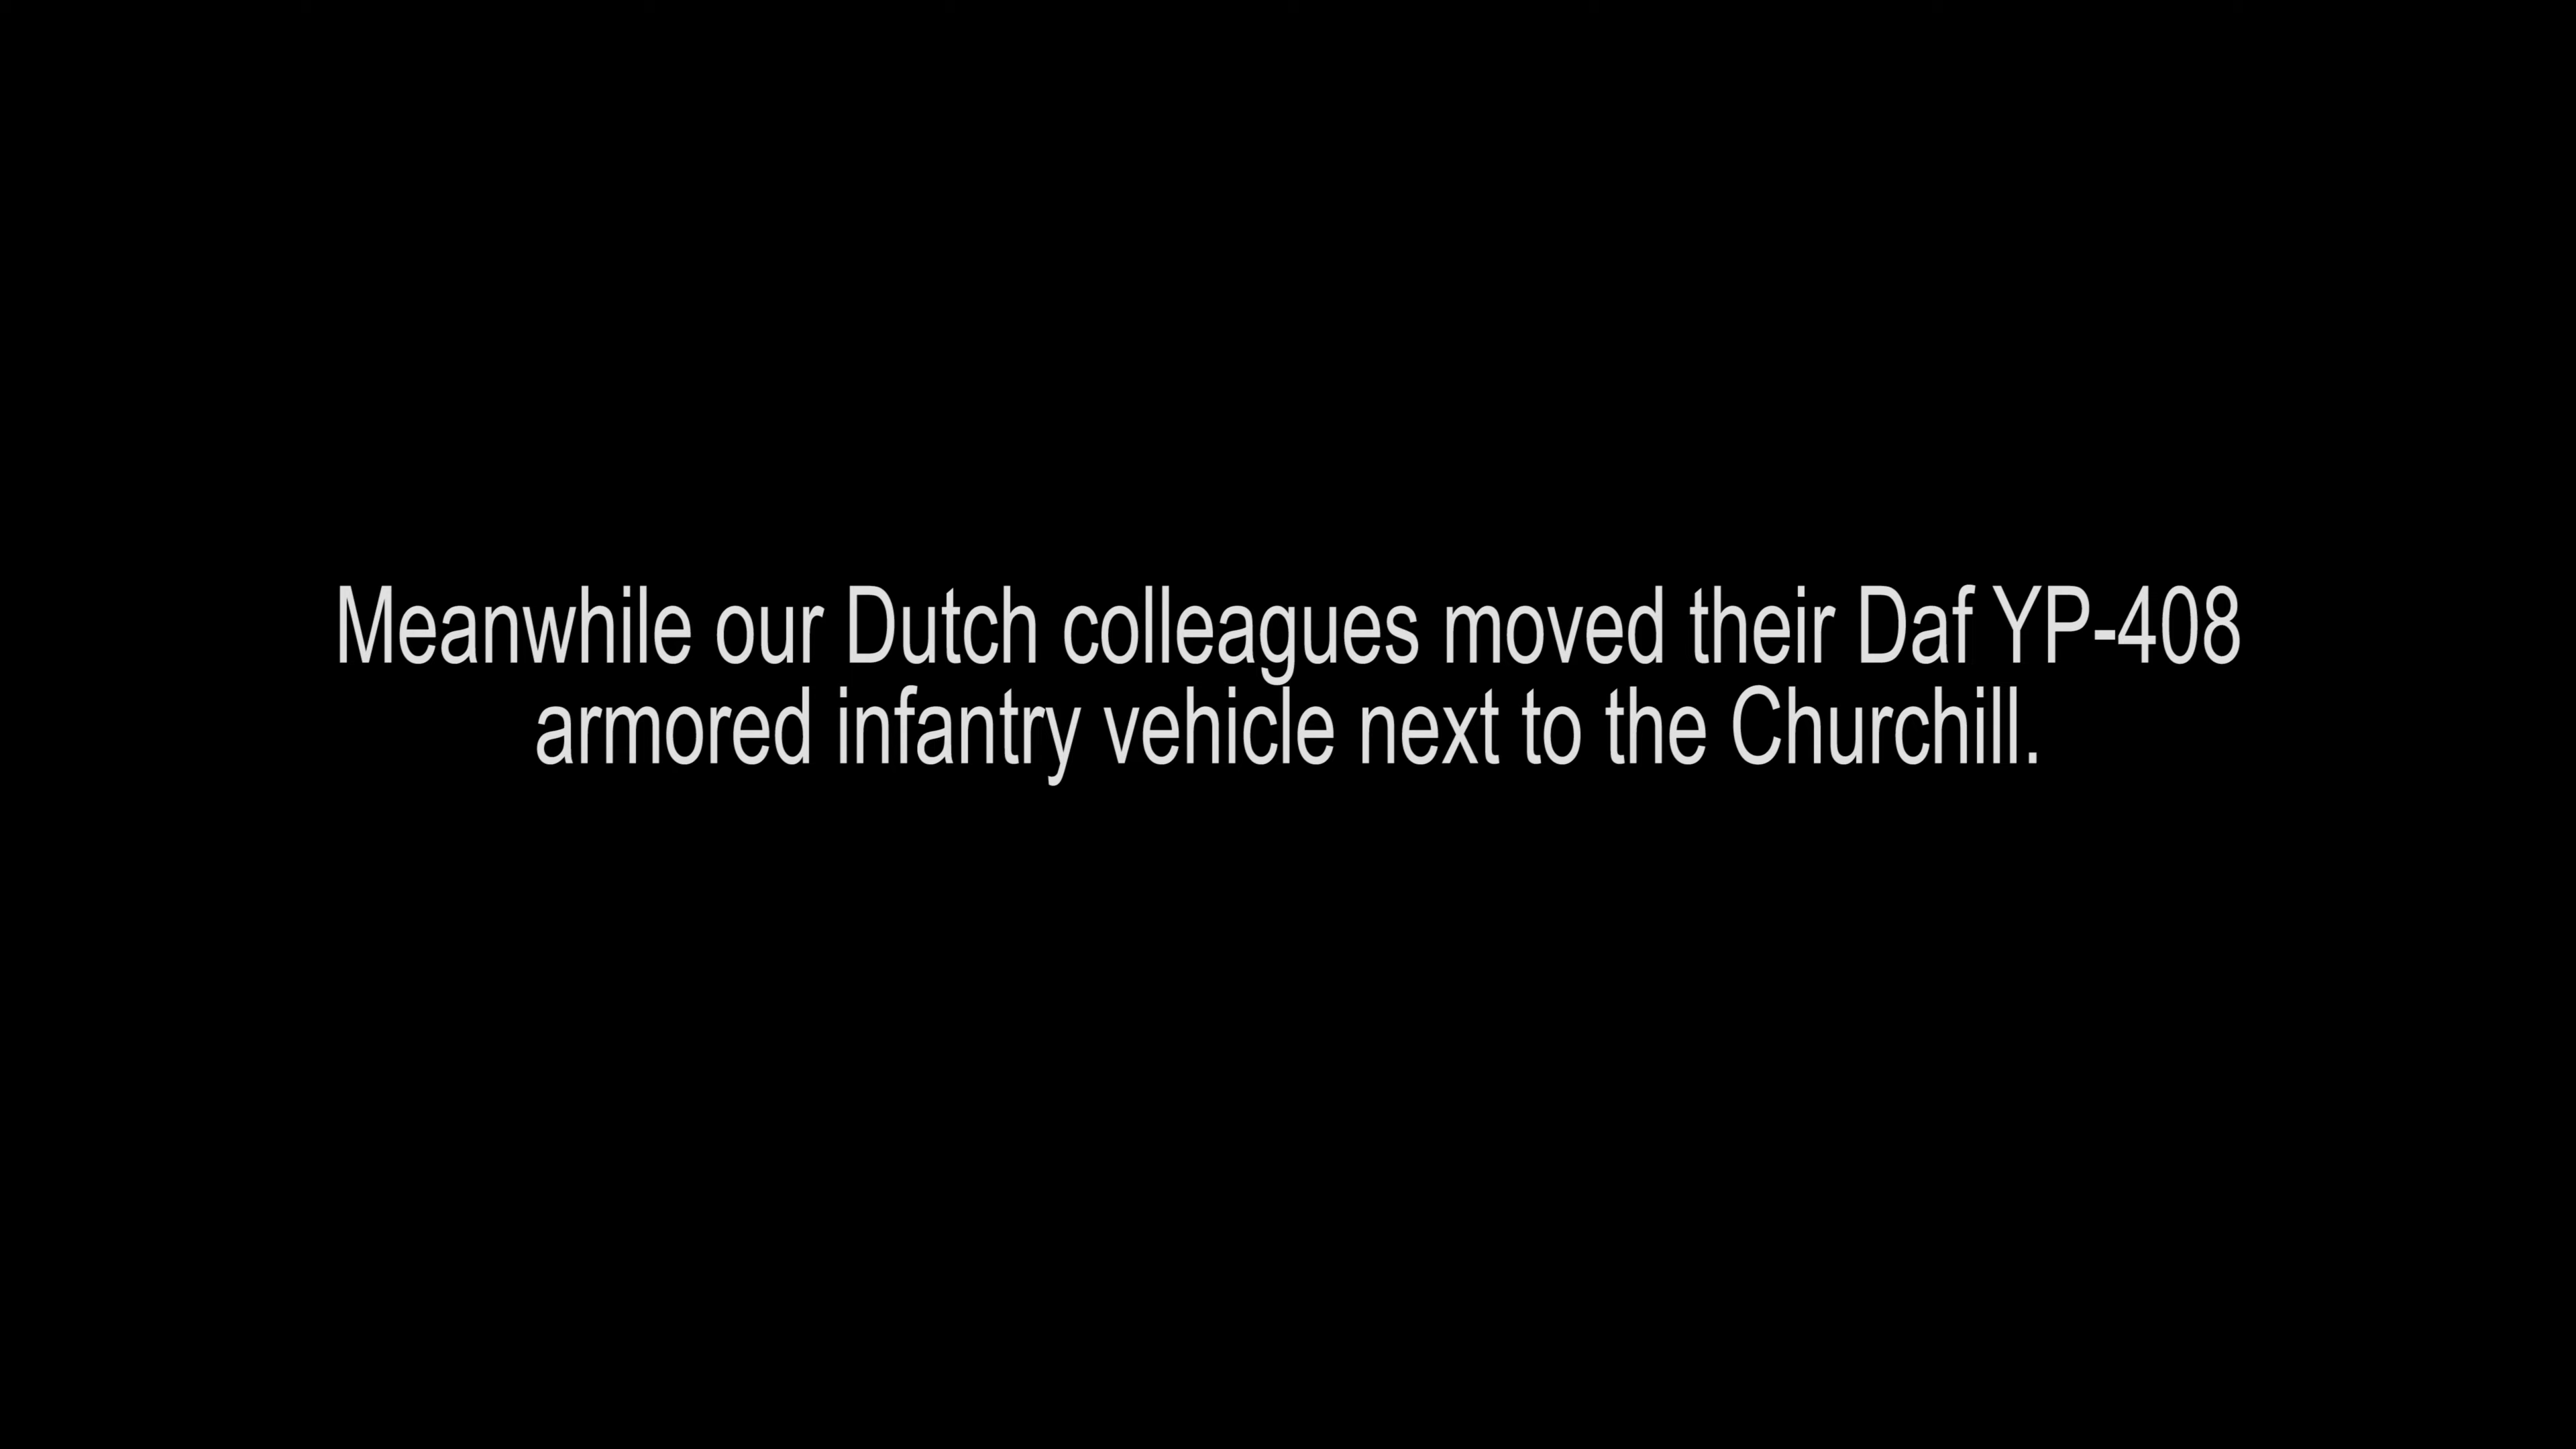 Meanwhile our Dutch colleagues moved their Daf YP-408
armored infantry vehicle next to the Churchill.